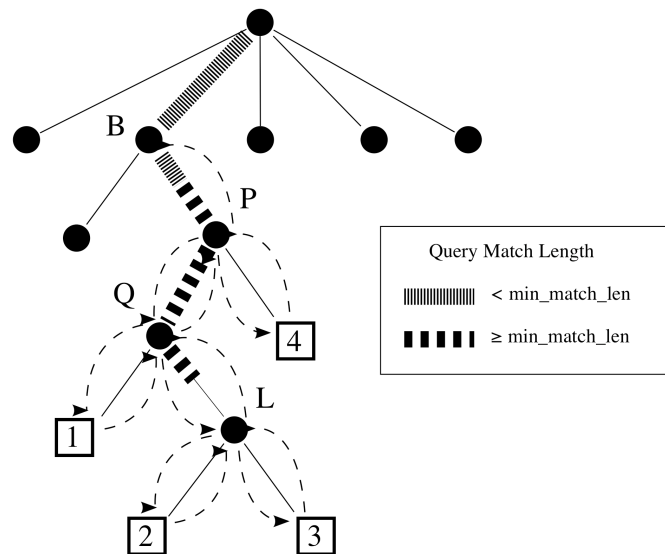 B
P
Query Match Length
< min_match_len
Q
≥ min_match_len
4
L
1
2
3